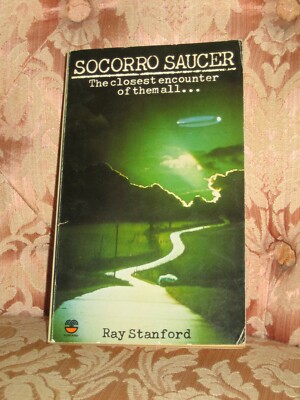 SOCORRO SAUCER
The closest encounter
of them all...
Ray Stanford